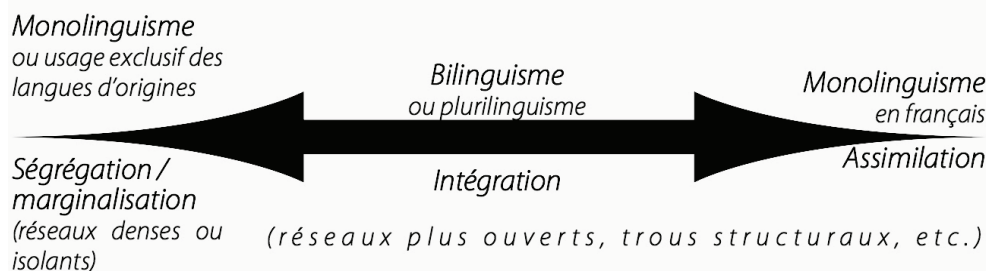 Monolinguisme
ou usage exclusif des
langues d'origines
Bilinguisme
ou plurilinguisme
Monolinguisme
en français
Ségrégation /
marginalisation
(réseaux denses ou
isolants)
Intégration
Assimilation
(réseaux plus ouverts, trous structuraux, etc.)